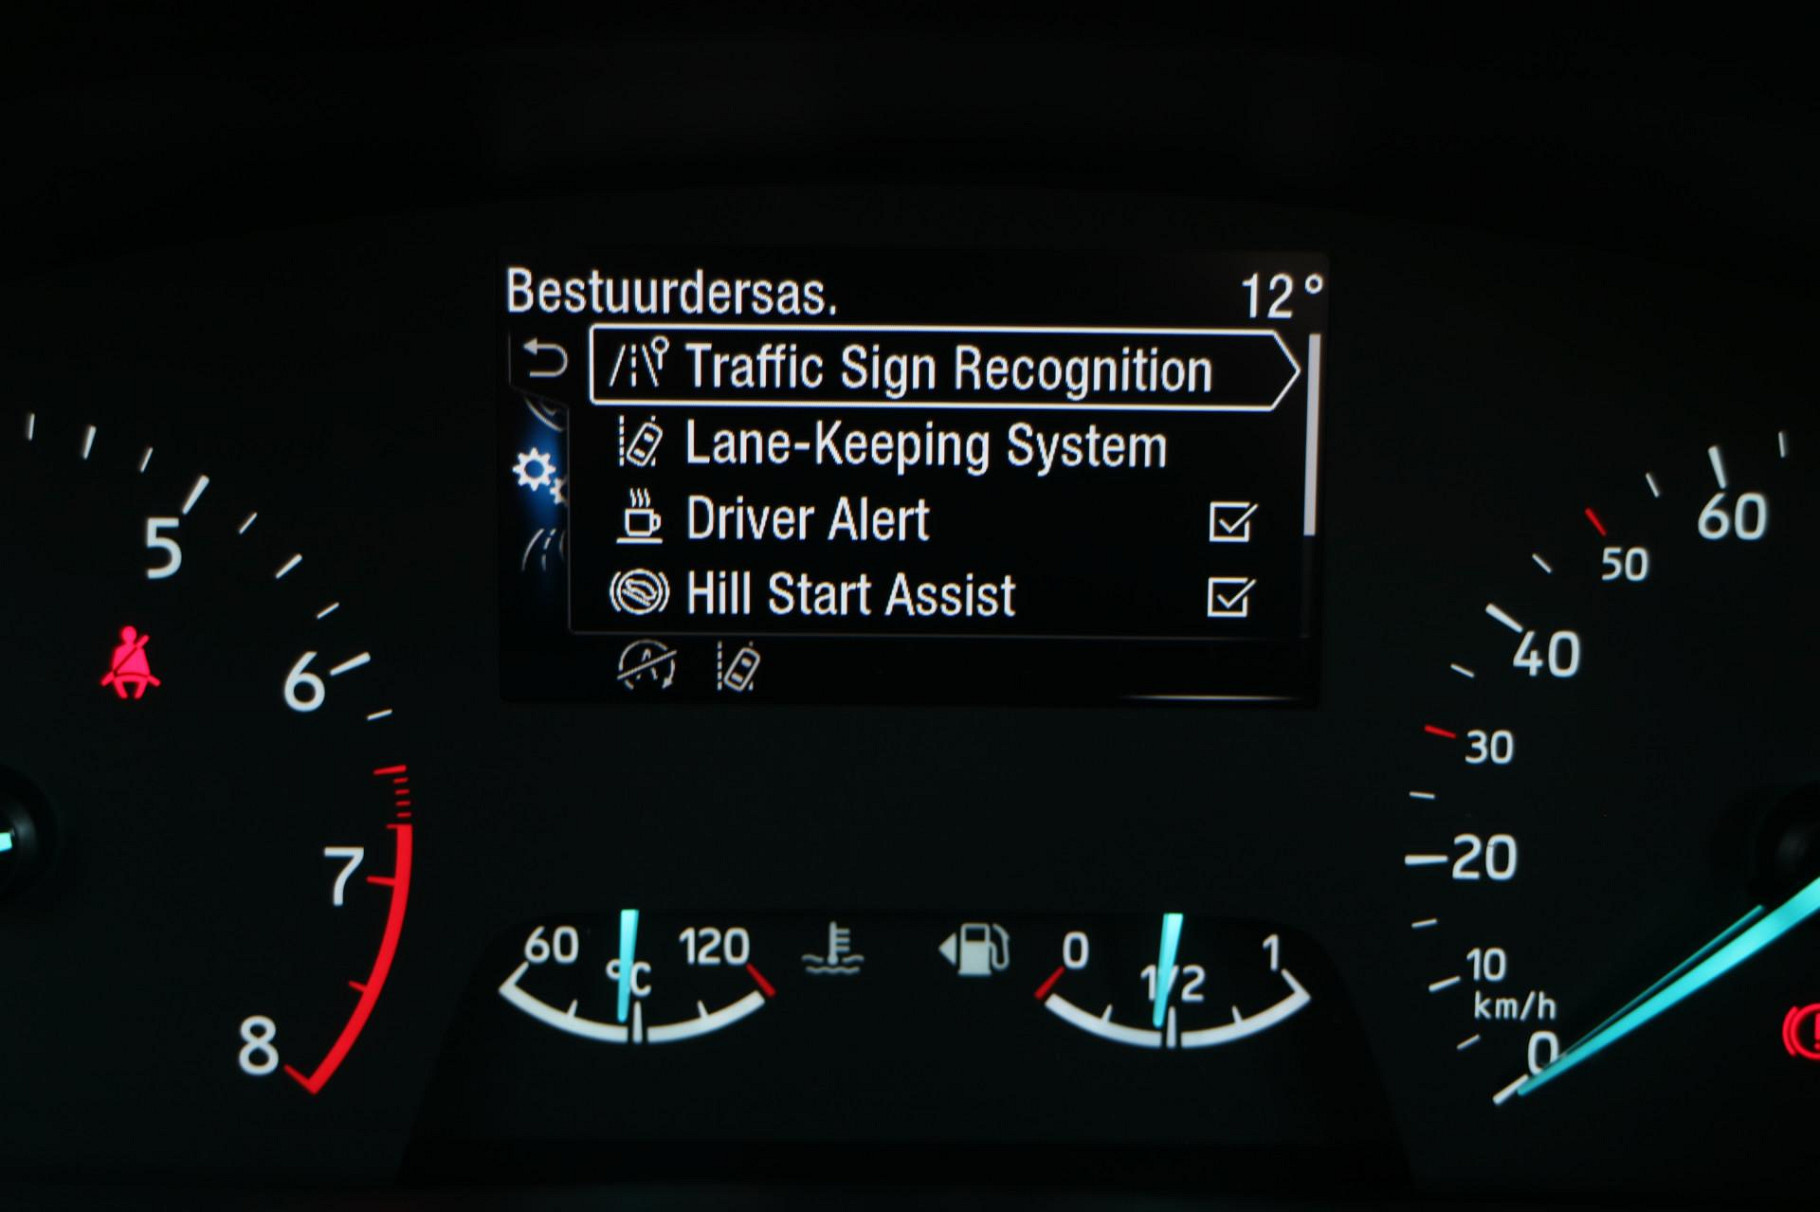 Bestuurdersas. 12°
Traffic Sign Recognition
Lane-Keeping System
Driver Alert
Hill Start Assist
5
6
7
8
60 °C 120
0 1/2 1
60
50
40
30
20
10
km/h
0